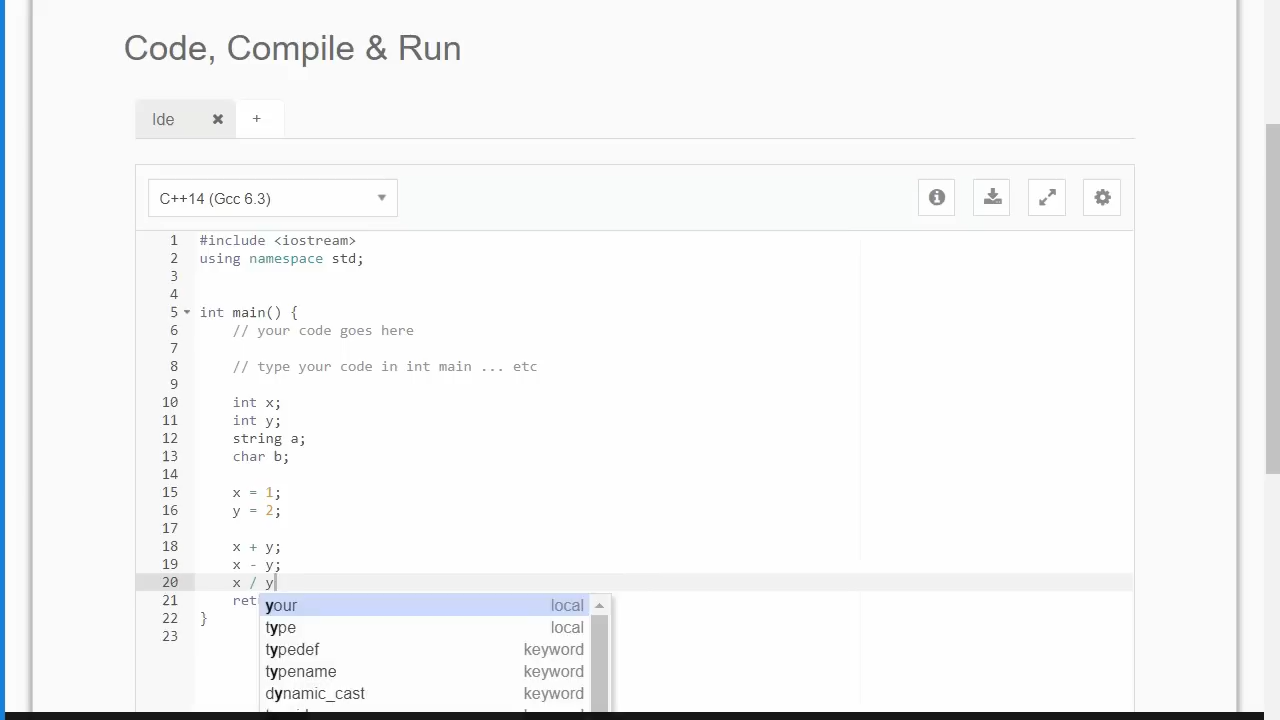 Code, Compile & Run
Ide ✖ +
C++14 (Gcc 6.3)
1 #include <iostream>
2 using namespace std;
3
4
5 int main() {
6 // your code goes here
7
8 // type your code in int main ... etc
9
10 int x;
11 int y;
12 string a;
13 char b;
14
15 x = 1;
16 y = 2;
17
18 x + y;
19 x - y;
20 x / y
21 ret
22 }
23
your local
type local
typedef keyword
typename keyword
dynamic_cast keyword